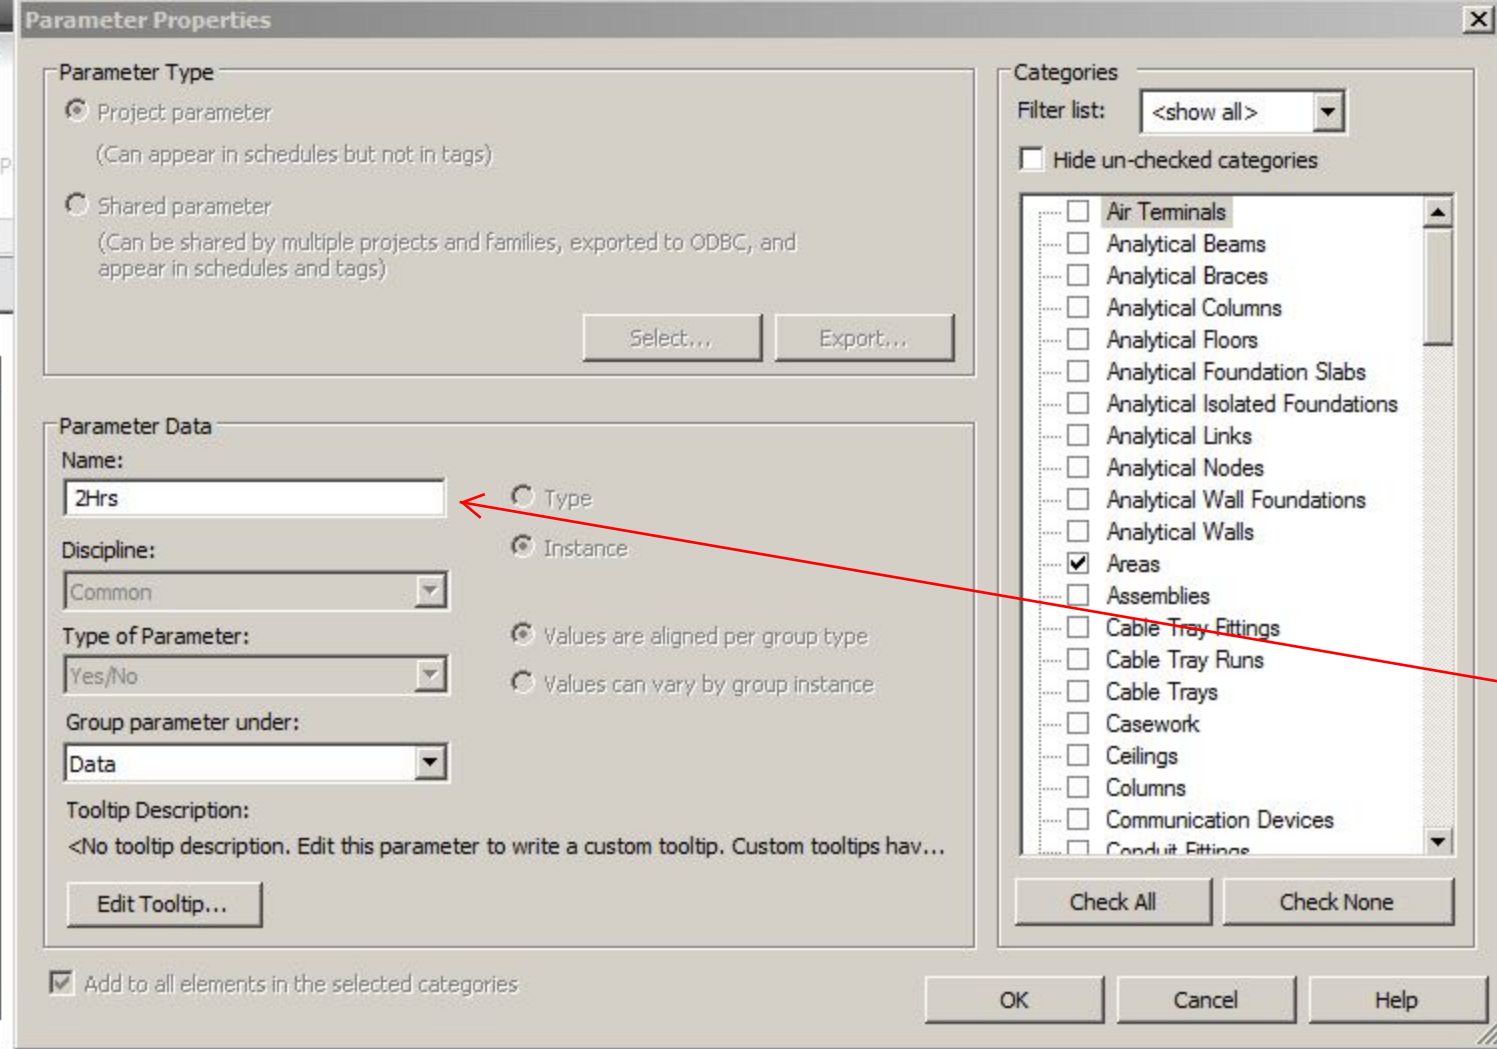 Parameter Properties
Parameter Type
Project parameter
(Can appear in schedules but not in tags)
Shared parameter
(Can be shared by multiple projects and families, exported to ODBC, and
appear in schedules and tags)
Select...
Export...
Parameter Data
Name:
2Hrs
Type
Discipline:
Instance
Common
Type of Parameter:
Values are aligned per group type
Yes/No
Values can vary by group instance
Group parameter under:
Data
Tooltip Description:
<No tooltip description. Edit this parameter to write a custom tooltip. Custom tooltips hav...
Edit Tooltip...
Add to all elements in the selected categories
Categories
Filter list:
<show all>
Hide un-checked categories
Air Terminals
Analytical Beams
Analytical Braces
Analytical Columns
Analytical Floors
Analytical Foundation Slabs
Analytical Isolated Foundations
Analytical Links
Analytical Nodes
Analytical Wall Foundations
Analytical Walls
Areas
Assemblies
Cable Tray Fittings
Cable Tray Runs
Cable Trays
Casework
Ceilings
Columns
Communication Devices
Conduit Fittings
Check All
Check None
OK
Cancel
Help